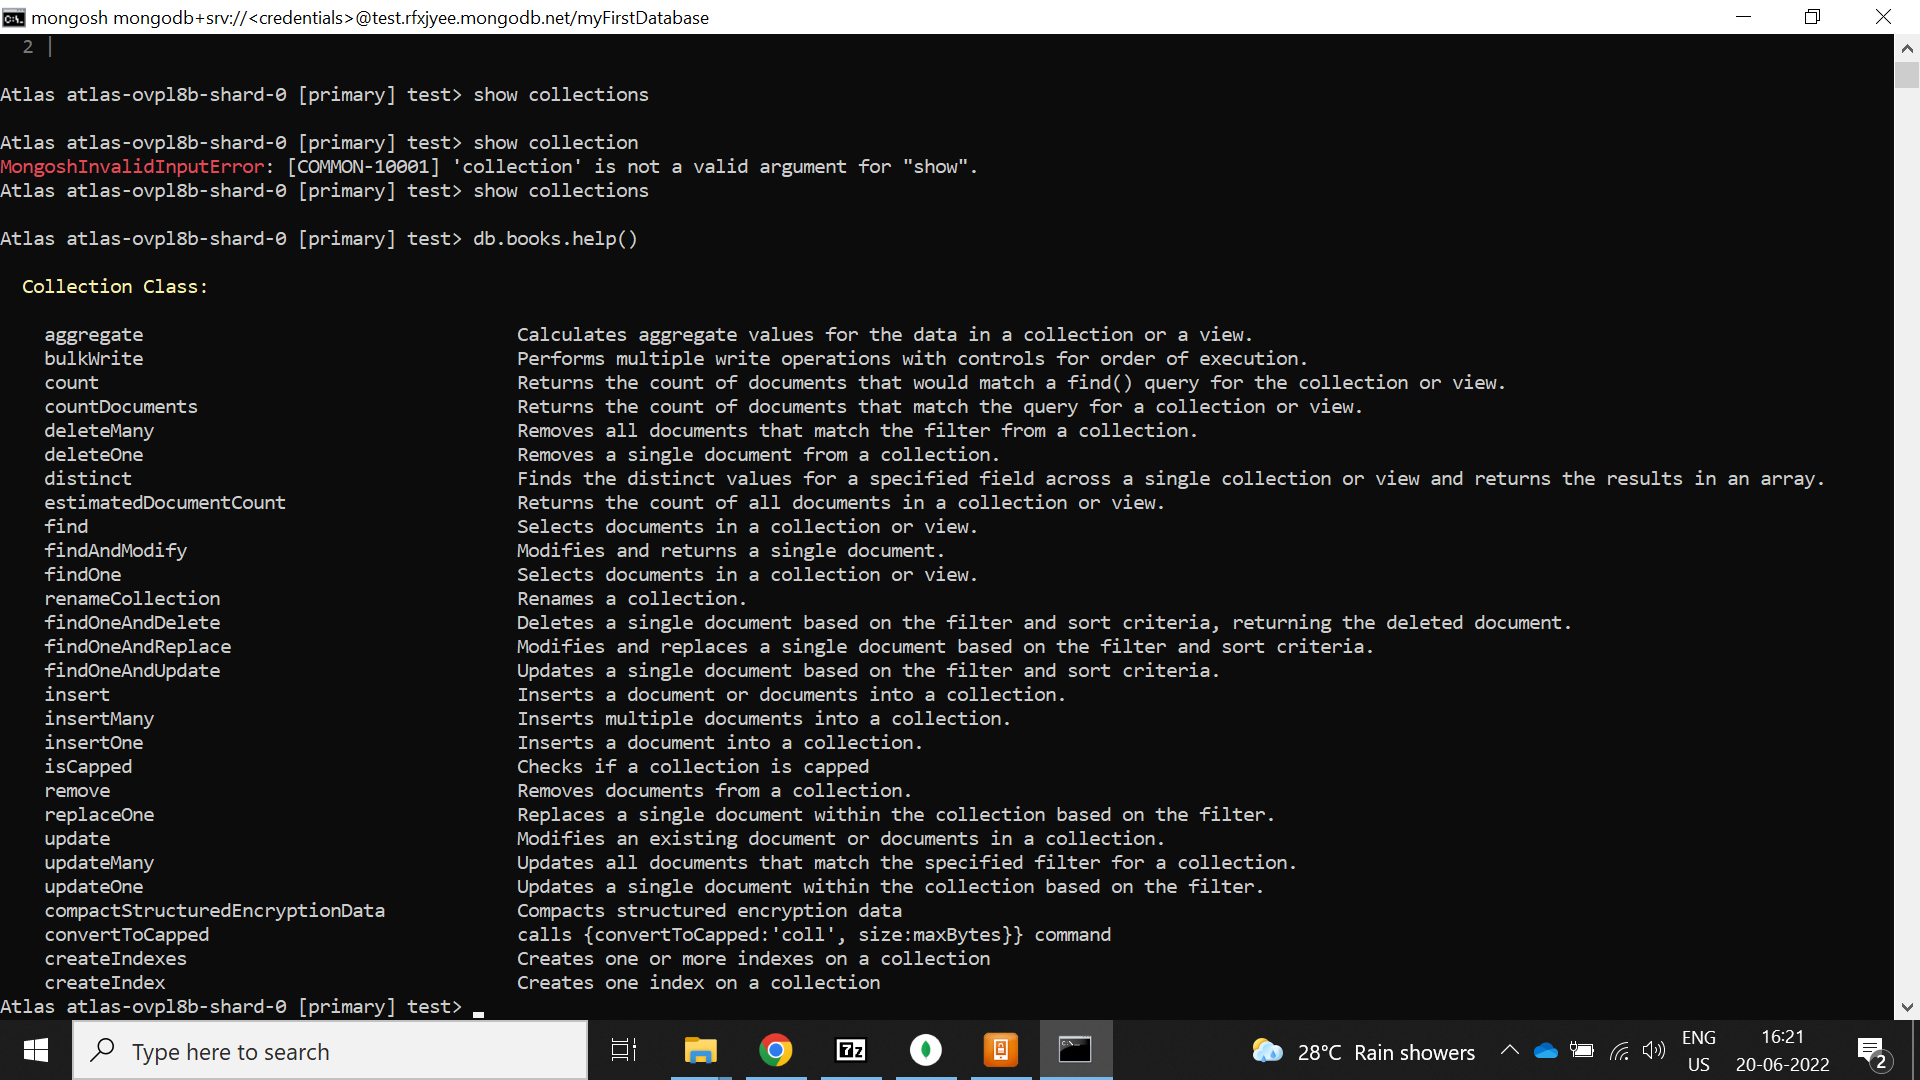 mongosh mongodb+srv://<credentials>@test.rfxjyee.mongodb.net/myFirstDatabase
2 |
Atlas atlas-ovpl8b-shard-0 [primary] test> show collections
Atlas atlas-ovpl8b-shard-0 [primary] test> show collection
MongoshInvalidInputError: [COMMON-10001] 'collection' is not a valid argument for "show".
Atlas atlas-ovpl8b-shard-0 [primary] test> show collections
Atlas atlas-ovpl8b-shard-0 [primary] test> db.books.help()
Collection Class:
aggregate Calculates aggregate values for the data in a collection or a view.
bulkWrite Performs multiple write operations with controls for order of execution.
count Returns the count of documents that would match a find() query for the collection or view.
countDocuments Returns the count of documents that match the query for a collection or view.
deleteMany Removes all documents that match the filter from a collection.
deleteOne Removes a single document from a collection.
distinct Finds the distinct values for a specified field across a single collection or view and returns the results in an array.
estimatedDocumentCount Returns the count of all documents in a collection or view.
find Selects documents in a collection or view.
findAndModify Modifies and returns a single document.
findOne Selects documents in a collection or view.
renameCollection Renames a collection.
findOneAndDelete Deletes a single document based on the filter and sort criteria, returning the deleted document.
findOneAndReplace Modifies and replaces a single document based on the filter and sort criteria.
findOneAndUpdate Updates a single document based on the filter and sort criteria.
insert Inserts a document or documents into a collection.
insertMany Inserts multiple documents into a collection.
insertOne Inserts a document into a collection.
isCapped Checks if a collection is capped
remove Removes documents from a collection.
replaceOne Replaces a single document within the collection based on the filter.
update Modifies an existing document or documents in a collection.
updateMany Updates all documents that match the specified filter for a collection.
updateOne Updates a single document within the collection based on the filter.
compactStructuredEncryptionData Compacts structured encryption data
convertToCapped calls {convertToCapped:'coll', size:maxBytes}} command
createIndexes Creates one or more indexes on a collection
createIndex Creates one index on a collection
Atlas atlas-ovpl8b-shard-0 [primary] test>
Type here to search
7z
28°C Rain showers
ENG
US
16:21
20-06-2022
2